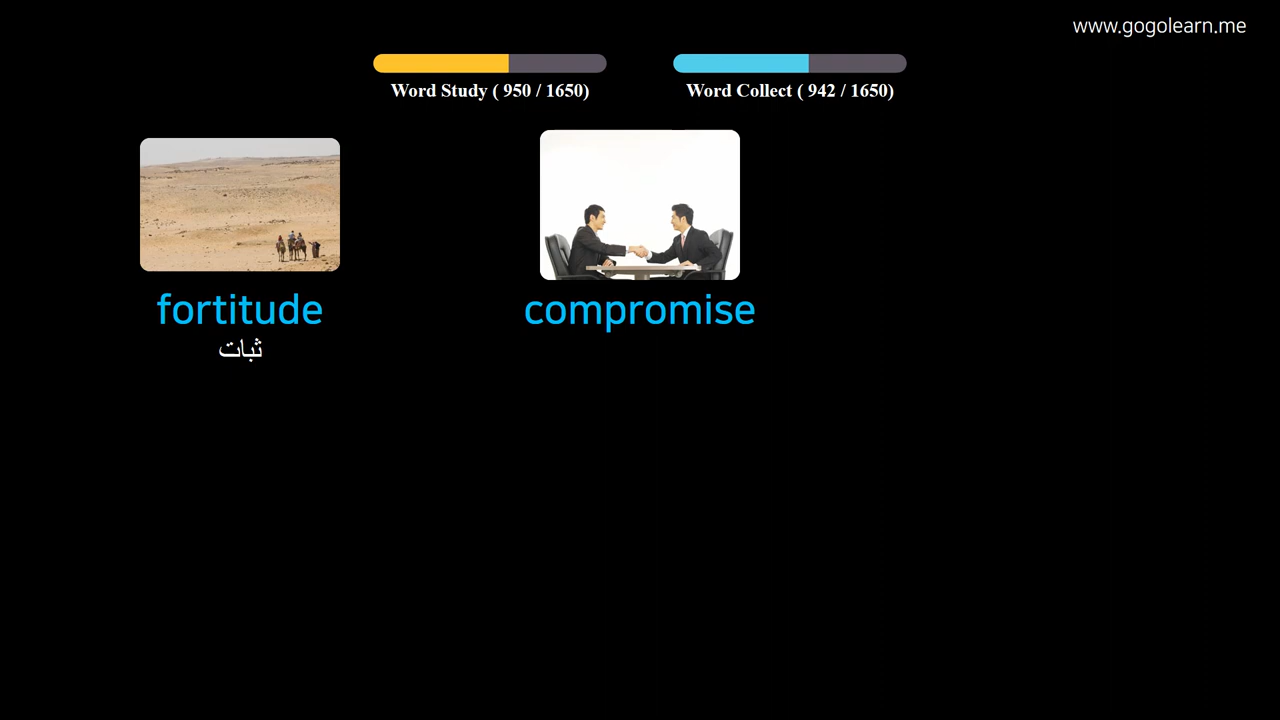 www.gogolearn.me
Word Study ( 950 / 1650)
Word Collect ( 942 / 1650)
fortitude
ثبات
compromise